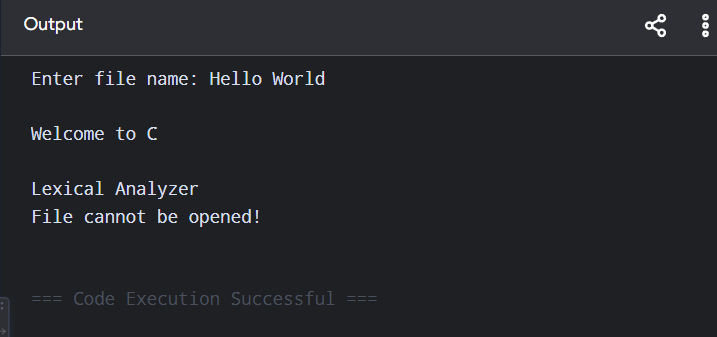 Output
Enter file name: Hello World
Welcome to C
Lexical Analyzer
File cannot be opened!
=== Code Execution Successful ===